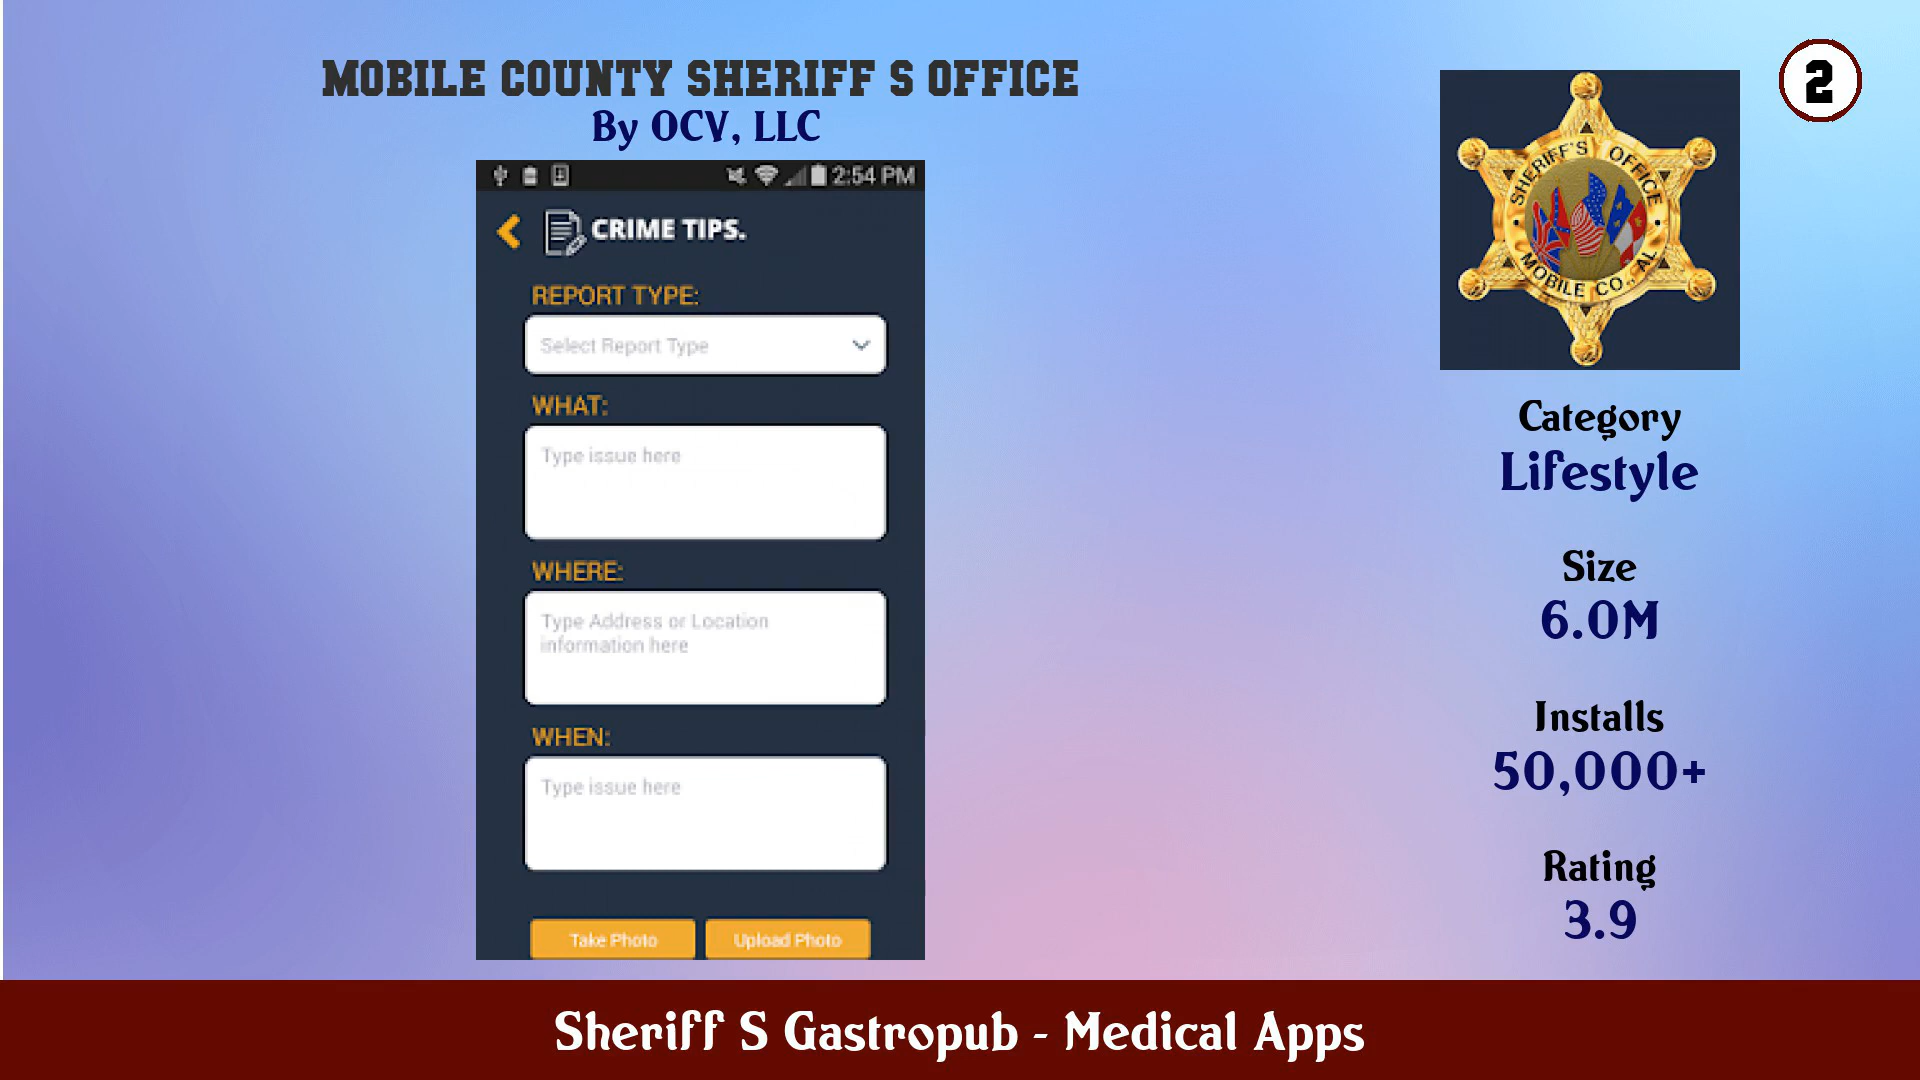 MOBILE COUNTY SHERIFF S OFFICE
By OCV, LLC
2
2:54 PM
CRIME TIPS.
REPORT TYPE:
Select Report Type
WHAT:
Type issue here
WHERE:
Type Address or Location
information here
WHEN:
Type issue here
Take Photo
Upload Photo
SHERIFF'S OFFICE
MOBILE CO., AL
Category
Lifestyle
Size
6.0M
Installs
50,000+
Rating
3.9
Sheriff S Gastropub - Medical Apps